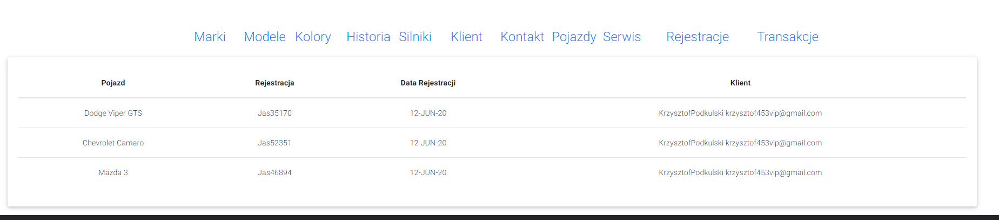 Marki Modele Kolory Historia Silniki Klient Kontakt Pojazdy Serwis Rejestracje Transakcje
Pojazd Rejestracja Data Rejestracji Klient
Dodge Viper GTS Jas35170 12-JUN-20 KrzysztofPodkulski krzysztof453vip@gmail.com
Chevrolet Camaro Jas52351 12-JUN-20 KrzysztofPodkulski krzysztof453vip@gmail.com
Mazda 3 Jas46894 12-JUN-20 KrzysztofPodkulski krzysztof453vip@gmail.com